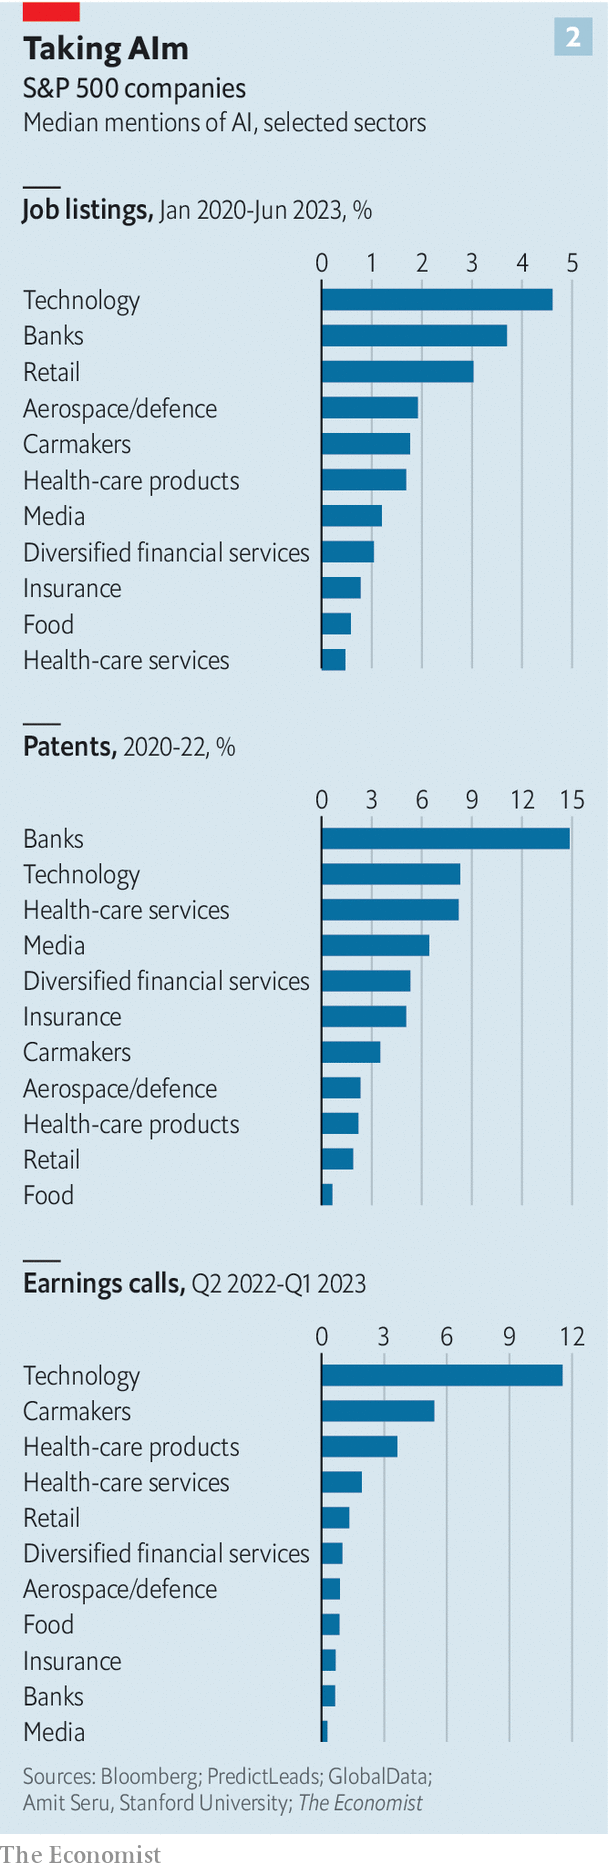 2
Taking AIm
S&P 500 companies
Median mentions of AI, selected sectors
Job listings, Jan 2020-Jun 2023, %
0 1 2 3 4 5
Technology
Banks
Retail
Aerospace/defence
Carmakers
Health-care products
Media
Diversified financial services
Insurance
Food
Health-care services
Patents, 2020-22, %
0 3 6 9 12 15
Banks
Technology
Health-care services
Media
Diversified financial services
Insurance
Carmakers
Aerospace/defence
Health-care products
Retail
Food
Earnings calls, Q2 2022-Q1 2023
0 3 6 9 12
Technology
Carmakers
Health-care products
Health-care services
Retail
Diversified financial services
Aerospace/defence
Food
Insurance
Banks
Media
Sources: Bloomberg; PredictLeads; GlobalData;
Amit Seru, Stanford University; The Economist
The Economist